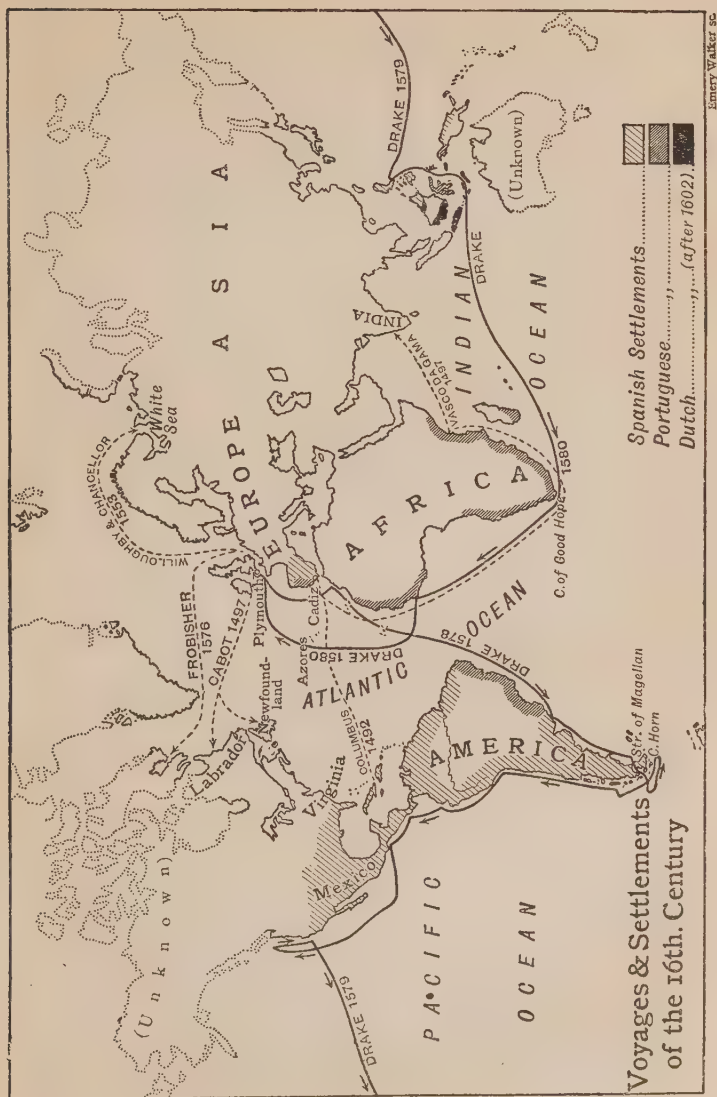 Voyages & Settlements
of the 16th. Century
Spanish Settlements
Portuguese ,,
Dutch ,, (after 1602)
(Unknown)
DRAKE 1579
PACIFIC
OCEAN
Mexico
Virginia
Labrador
Newfound-
land
AMERICA
Str. of Magellan
C. Horn
FROBISHER
1576
CABOT 1497
COLUMBUS
1492
ATLANTIC
OCEAN
Azores
Plymouth
Cadiz
DRAKE 1580
DRAKE 1578
WILLOUGHBY & CHANCELLOR
1553
White
Sea
EUROPE
ASIA
AFRICA
C. of Good Hope
1580
INDIA
VASCO DA GAMA
1497
INDIAN
OCEAN
DRAKE
DRAKE 1579
(Unknown)
Emery Walker sc.